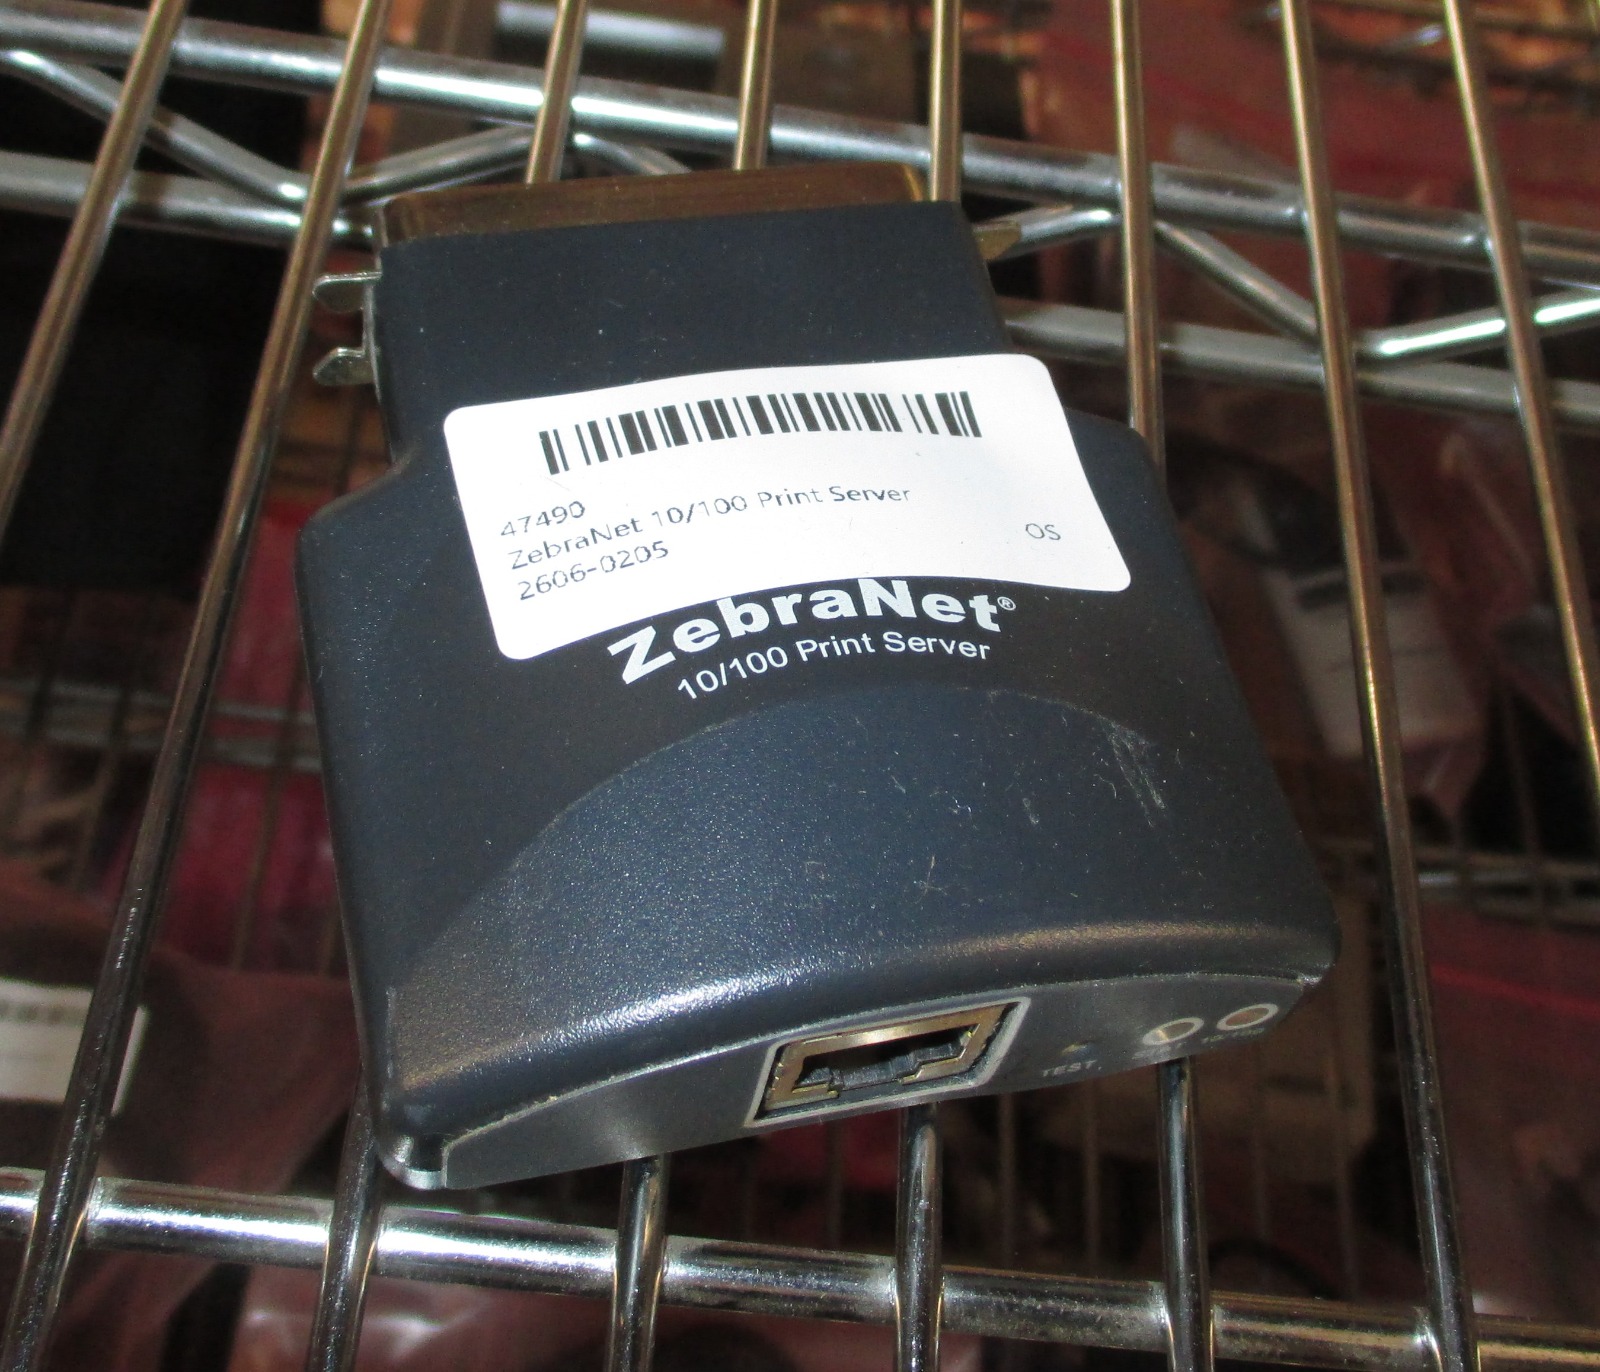 47490
ZebraNet 10/100 Print Server
2606-0205
OS
ZebraNet®
10/100 Print Server
TEST